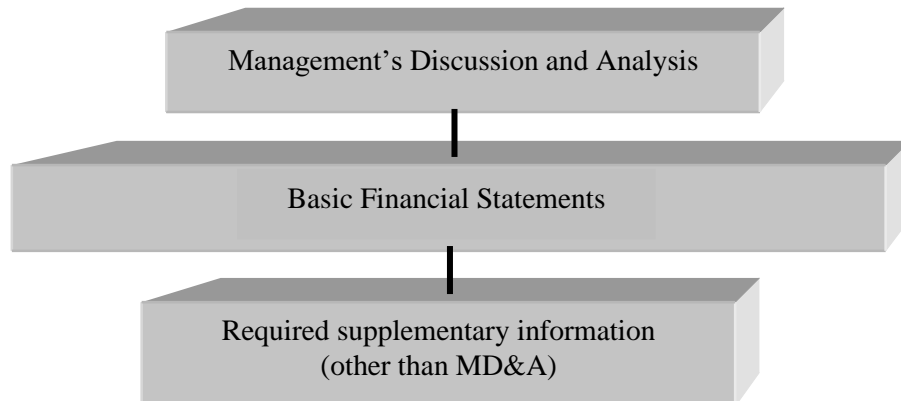 Management’s Discussion and Analysis
Basic Financial Statements
Required supplementary information
(other than MD&A)